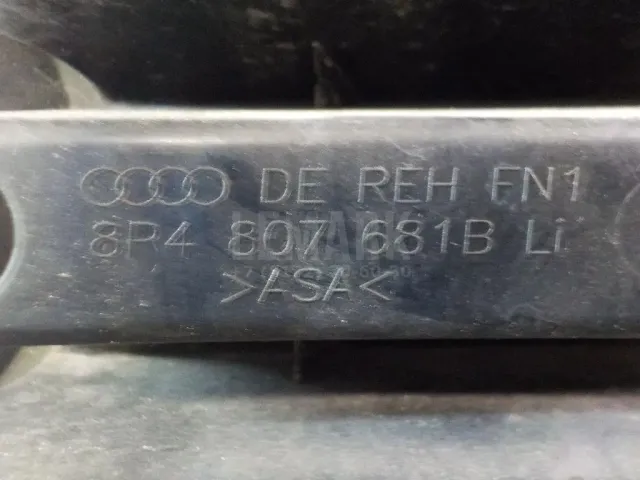 DE REH FN1
8P4 807 681B Li
>ASA<